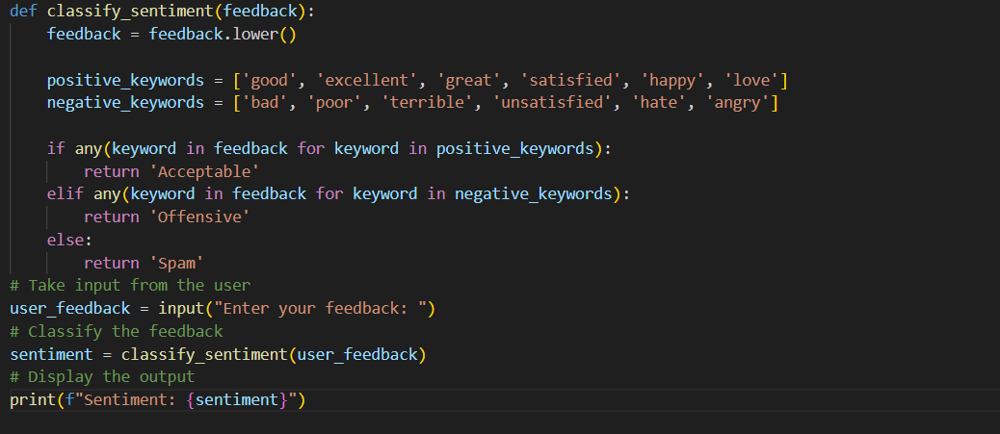 def classify_sentiment(feedback):
    feedback = feedback.lower()

    positive_keywords = ['good', 'excellent', 'great', 'satisfied', 'happy', 'love']
    negative_keywords = ['bad', 'poor', 'terrible', 'unsatisfied', 'hate', 'angry']

    if any(keyword in feedback for keyword in positive_keywords):
        return 'Acceptable'
    elif any(keyword in feedback for keyword in negative_keywords):
        return 'Offensive'
    else:
        return 'Spam'
# Take input from the user
user_feedback = input("Enter your feedback: ")
# Classify the feedback
sentiment = classify_sentiment(user_feedback)
# Display the output
print(f"Sentiment: {sentiment}")